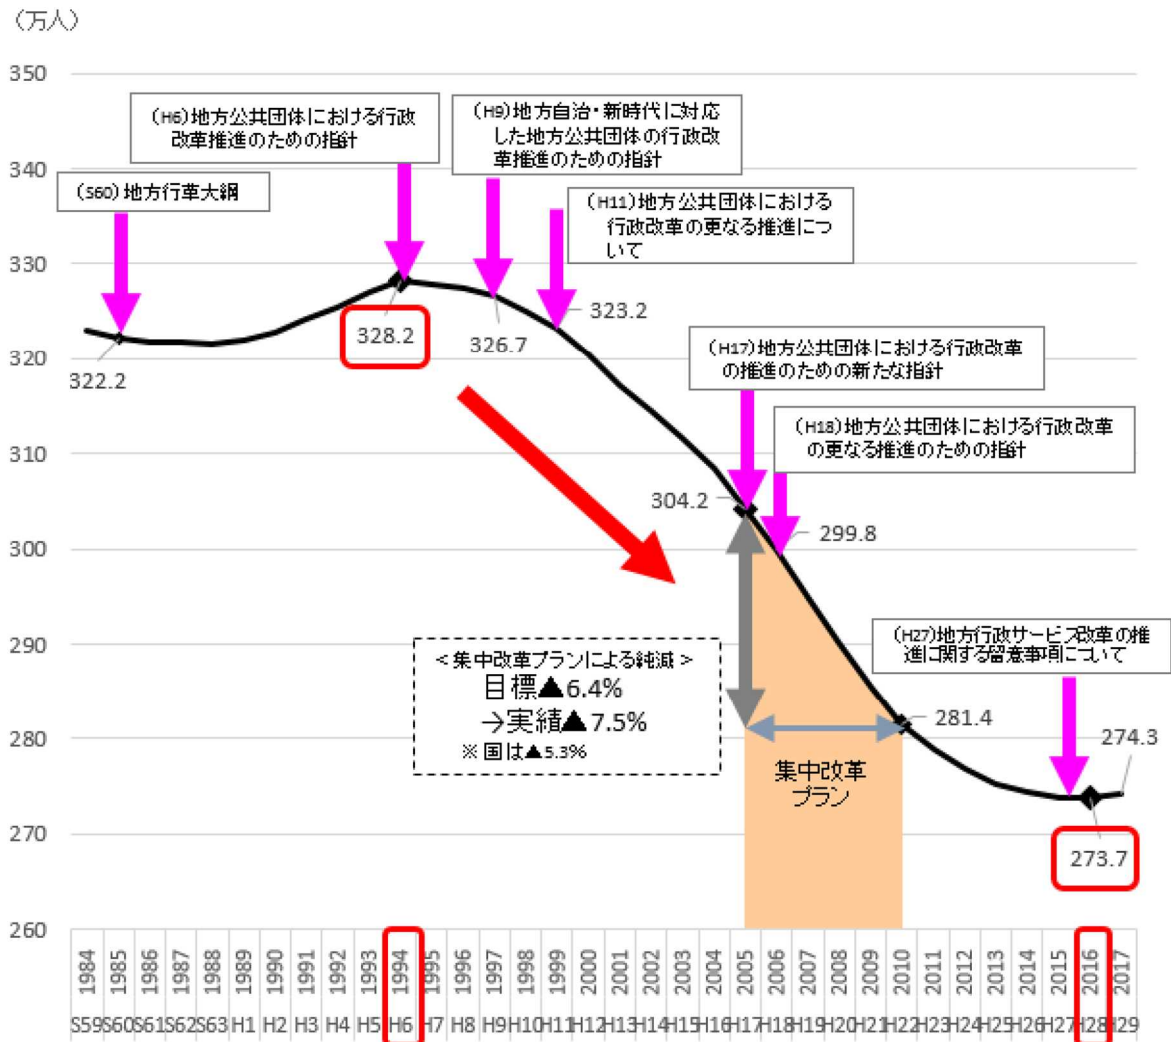 （万人）
350
340
330
320
310
300
290
280
270
260
（S60）地方行革大綱
（H6）地方公共団体における行政
改革推進のための指針
（H9）地方自治・新時代に対応
した地方公共団体の行政改
革推進のための指針
（H11）地方公共団体における
行政改革の更なる推進につ
いて
（H17）地方公共団体における行政改革
の推進のための新たな指針
（H18）地方公共団体における行政改革
の更なる推進のための指針
（H27）地方行政サービス改革の推
進に関する留意事項について
322.2
328.2
326.7
323.2
304.2
299.8
281.4
274.3
273.7
＜集中改革プランによる純減＞
目標▲6.4%
→実績▲7.5%
※国は▲5.3%
集中改革
プラン
1984 1985 1986 1987 1988 1989 1990 1991 1992 1993 1994 1995 1996 1997 1998 1999 2000 2001 2002 2003 2004 2005 2006 2007 2008 2009 2010 2011 2012 2013 2014 2015 2016 2017
S59 S60 S61 S62 S63 H1 H2 H3 H4 H5 H6 H7 H8 H9 H10 H11 H12 H13 H14 H15 H16 H17 H18 H19 H20 H21 H22 H23 H24 H25 H26 H27 H28 H29